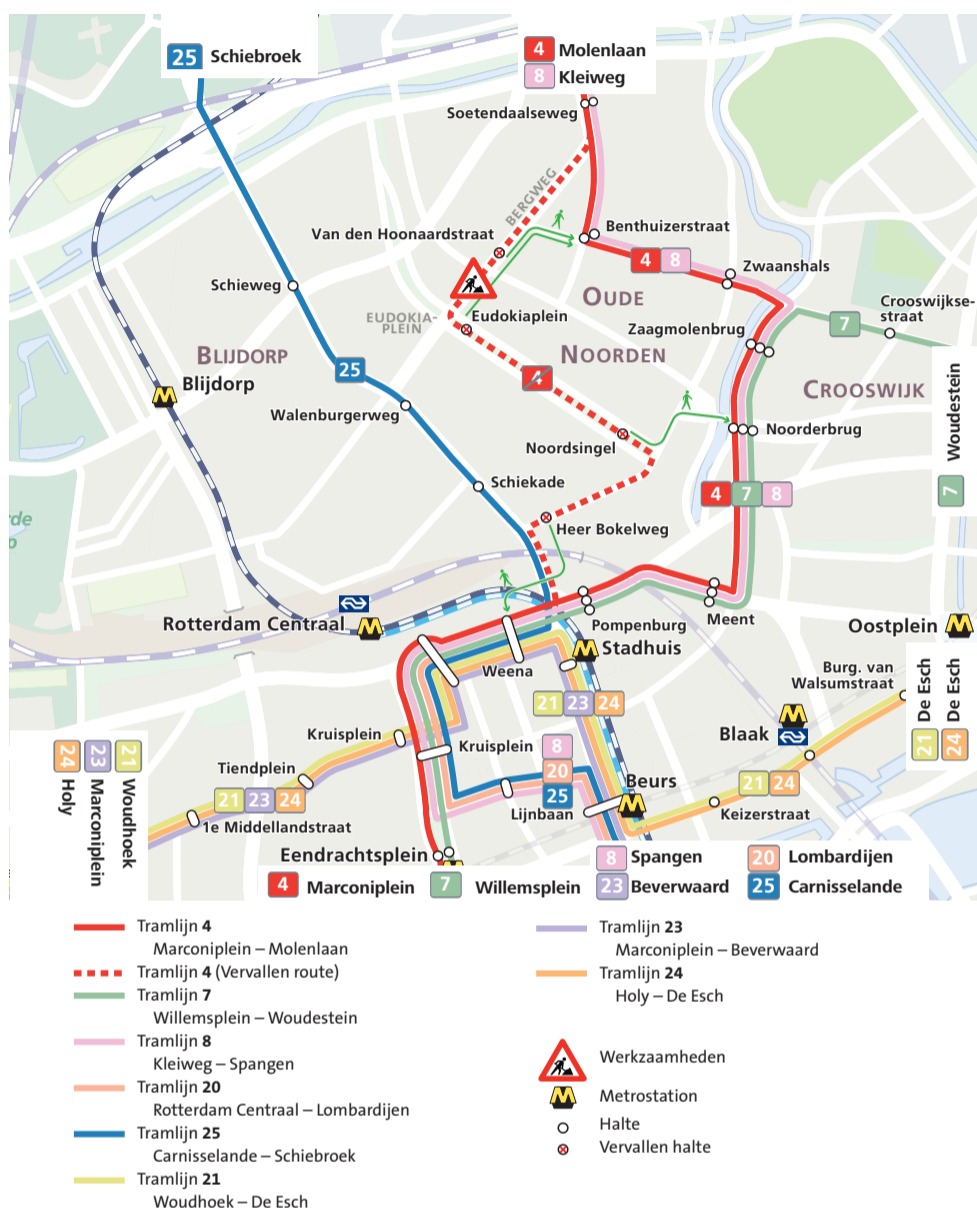 25 Schiebroek
4 Molenlaan
8 Kleiweg
Soetendaalseweg
BERGWEG
Van den Hoonaardstraat
Benthuizerstraat
4 8
Zwaanshals
Schieweg
OUDE
NOORDEN
Crooswijkse-
straat
EUDOKIA-
PLEIN
Eudokiaplein
Zaagmolenbrug
7
BLIJDORP
Blijdorp
25
4
CROOSWIJK
Walenburgerweg
Noordsingel
Noorderbrug
Woudestein
7
Schiekade
4 7 8
Heer Bokelweg
rde
o
Rotterdam Centraal
Pompenburg
Meent
Oostplein
Stadhuis
Weena
Burg. van
Walsumstraat
21 De Esch
24 De Esch
21 23 24
Blaak
Kruisplein
Kruisplein
8
20
25
24 Holy
23 Marconiplein
21 Woudhoek
Tiendplein
21 23 24
1e Middellandstraat
Lijnbaan
Beurs
21 24
Keizerstraat
Eendrachtsplein
4 Marconiplein
7 Willemsplein
8 Spangen
23 Beverwaard
20 Lombardijen
25 Carnisselande
Tramlijn 4
Marconiplein – Molenlaan
Tramlijn 4 (Vervallen route)
Tramlijn 7
Willemsplein – Woudestein
Tramlijn 8
Kleiweg – Spangen
Tramlijn 20
Rotterdam Centraal – Lombardijen
Tramlijn 25
Carnisselande – Schiebroek
Tramlijn 21
Woudhoek – De Esch
Tramlijn 23
Marconiplein – Beverwaard
Tramlijn 24
Holy – De Esch
Werkzaamheden
Metrostation
Halte
Vervallen halte